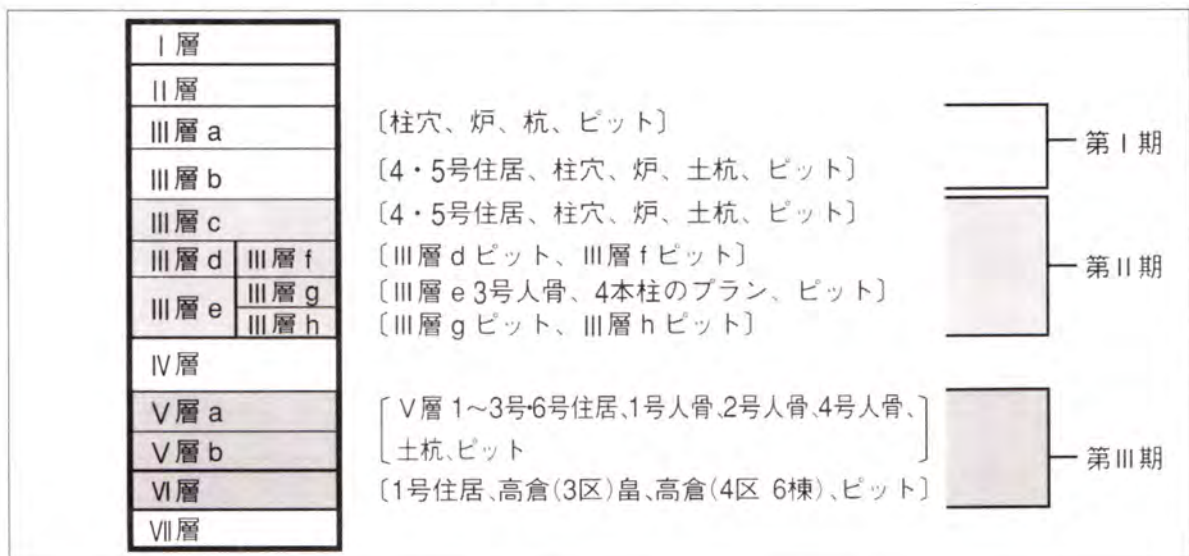 I層
II層
III層 a 〔柱穴、炉、杭、ピット〕
第I期
III層 b 〔4・5号住居、柱穴、炉、土杭、ピット〕
III層 c 〔4・5号住居、柱穴、炉、土杭、ピット〕
III層 d III層 f 〔III層 d ピット、III層 f ピット〕
第II期
III層 e III層 g 〔III層 e 3号人骨、4本柱のプラン、ピット〕
III層 h 〔III層 g ピット、III層 h ピット〕
IV層
V層 a 〔V層 1~3号・6号住居、1号人骨、2号人骨、4号人骨、
V層 b 土杭、ピット〕
第III期
VI層 〔1号住居、高倉(3区)畠、高倉(4区 6棟)、ピット〕
VII層